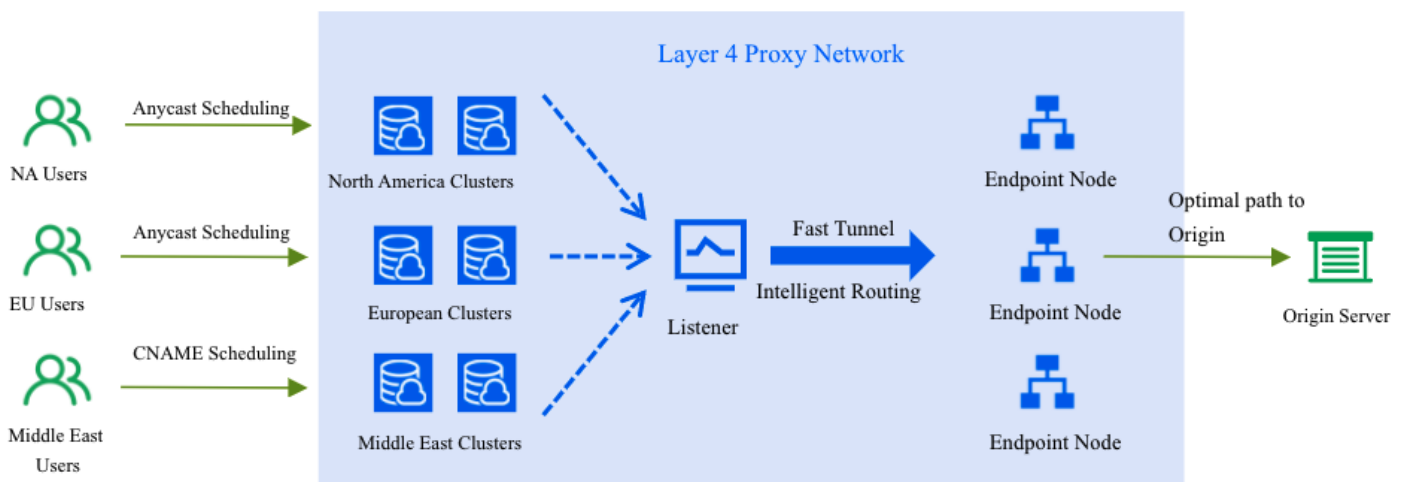 Layer 4 Proxy Network
Anycast Scheduling
NA Users
North America Clusters
Endpoint Node
Anycast Scheduling
EU Users
European Clusters
Listener
Fast Tunnel
Intelligent Routing
Endpoint Node
Optimal path to
Origin
Origin Server
CNAME Scheduling
Middle East
Users
Middle East Clusters
Endpoint Node